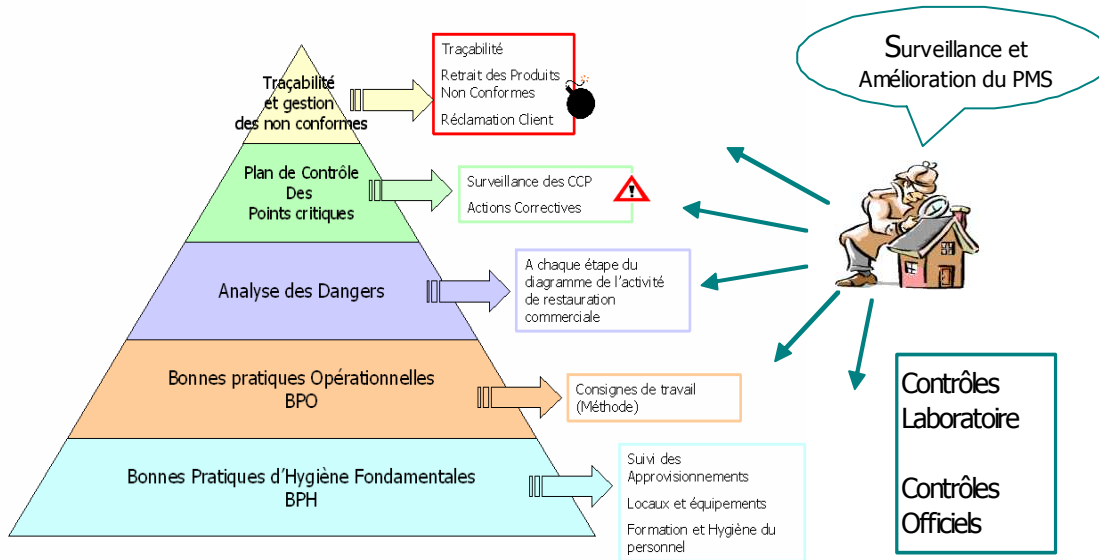 Traçabilité
et gestion
des non conformes
Traçabilité
Retrait des Produits
Non Conformes
Réclamation Client
Surveillance et
Amélioration du PMS
Plan de Contrôle
Des
Points critiques
Surveillance des CCP
Actions Correctives
!
Analyse des Dangers
A chaque étape du
diagramme de l'activité
de restauration
commerciale
Bonnes pratiques Opérationnelles
BPO
Consignes de travail
(Méthode)
Bonnes Pratiques d'Hygiène Fondamentales
BPH
Suivi des
Approvisionnements
Locaux et équipements
Formation et Hygiène du
personnel
Contrôles
Laboratoire
Contrôles
Officiels